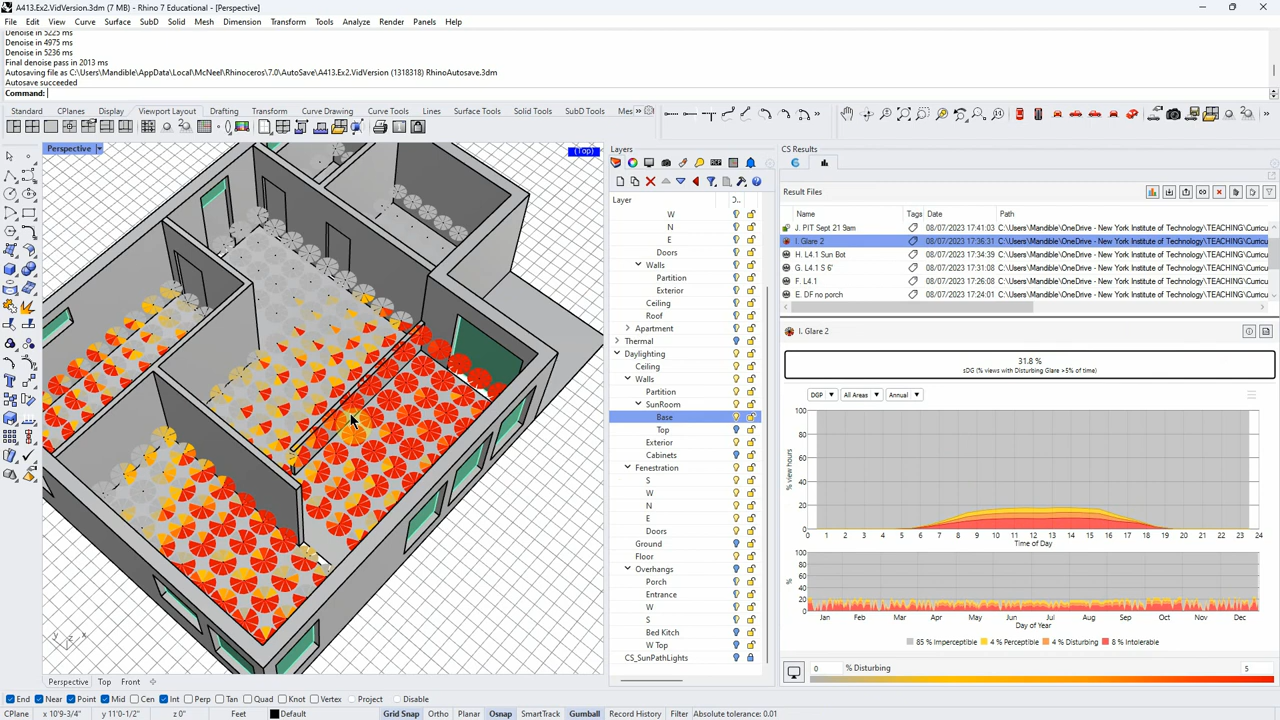 A413.Ex2.VidVersion.3dm (7 MB) - Rhino 7 Educational - [Perspective]
File Edit View Curve Surface SubD Solid Mesh Dimension Transform Tools Analyze Render Panels Help
Denoise in 5225 ms
Denoise in 4975 ms
Denoise in 5236 ms
Final denoise pass in 2013 ms
Autosaving file as C:\Users\Mandible\AppData\Local\McNeel\Rhinoceros\7.0\AutoSave\A413.Ex2.VidVersion (1318318) RhinoAutosave.3dm
Autosave succeeded
Command:
Standard CPlanes Display Viewport Layout Drafting Transform Curve Drawing Curve Tools Lines Surface Tools Solid Tools SubD Tools Mes »
Perspective
(Top)
Layers
Layer
W
N
E
Doors
Walls
Partition
Exterior
Ceiling
Roof
Apartment
Thermal
Daylighting
Ceiling
Walls
Partition
SunRoom
Base
Top
Exterior
Cabinets
Fenestration
S
W
N
E
Doors
Ground
Floor
Overhangs
Porch
Entrance
W
S
Bed Kitch
W Top
CS_SunPathLights
CS Results
Result Files
Name Tags Date Path
J. PIT Sept 21 9am 08/07/2023 17:41:03 C:\Users\Mandible\OneDrive - New York Institute of Technology\TEACHING\Curricu
I. Glare 2 08/07/2023 17:36:31 C:\Users\Mandible\OneDrive - New York Institute of Technology\TEACHING\Curricu
H. L4.1 Sun Bot 08/07/2023 17:34:39 C:\Users\Mandible\OneDrive - New York Institute of Technology\TEACHING\Curricu
G. L4.1 S 6' 08/07/2023 17:31:08 C:\Users\Mandible\OneDrive - New York Institute of Technology\TEACHING\Curricu
F. L4.1 08/07/2023 17:26:08 C:\Users\Mandible\OneDrive - New York Institute of Technology\TEACHING\Curricu
E. DF no porch 08/07/2023 17:24:01 C:\Users\Mandible\OneDrive - New York Institute of Technology\TEACHING\Curricu
I. Glare 2
31.8 %
sDG (% views with Disturbing Glare >5% of time)
DGP All Areas Annual
100
80
60
40
20
0
% view hours
0 1 2 3 4 5 6 7 8 9 10 11 12 13 14 15 16 17 18 19 20 21 22 23 24
Time of Day
100
80
60
40
20
0
%
Jan Feb Mar Apr May Jun Jul Aug Sep Oct Nov Dec
Day of Year
85 % Imperceptible 4 % Perceptible 4 % Disturbing 8 % Intolerable
0 % Disturbing 5
Perspective Top Front
End Near Point Mid Cen Int Perp Tan Quad Knot Vertex Project Disable
CPlane x 10'9-3/4" y 11'0-1/2" z 0" Feet Default Grid Snap Ortho Planar Osnap SmartTrack Gumball Record History Filter Absolute tolerance: 0.01